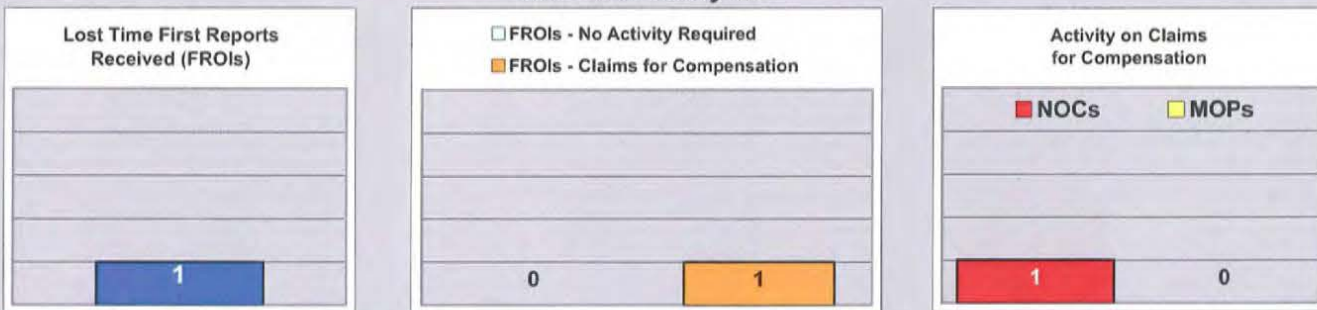 Lost Time First Reports
Received (FROIs)
1
FROIs - No Activity Required
FROIs - Claims for Compensation
0
1
Activity on Claims
for Compensation
NOCs
MOPs
1
0